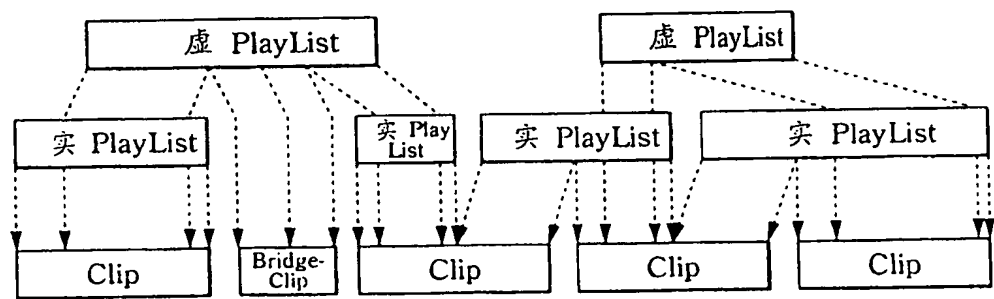 虚 PlayList
虚 PlayList
实 PlayList
实 Play
List
实 PlayList
实 PlayList
Clip
Bridge-
Clip
Clip
Clip
Clip